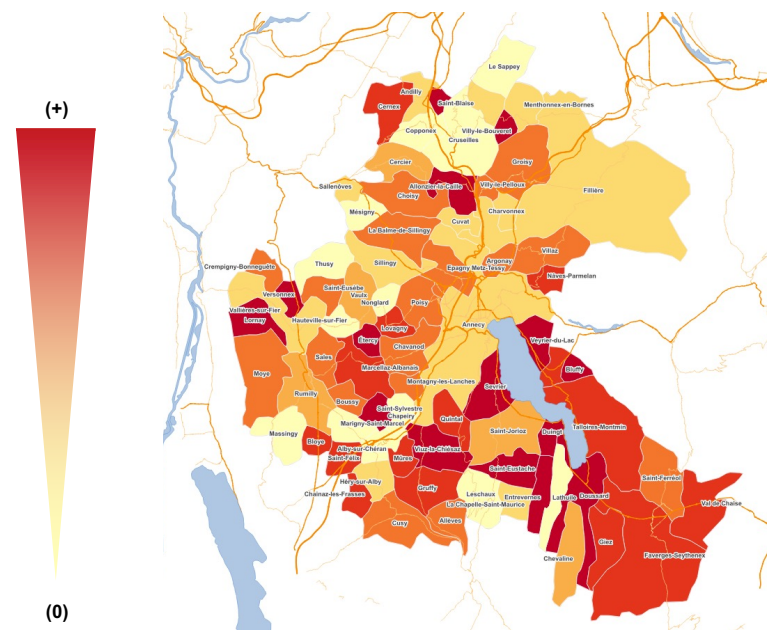 (+)
(0)
Le Sappey
Andilly
Cernex
Saint-Blaise
Menthonnex-en-Bornes
Copponex
Villy-le-Bouveret
Cruseilles
Cercier
Groisy
Sallenôves
Allonzier-la-Caille
Villy-le-Pelloux
Choisy
Fillière
Mésigny
Charvonnex
Cuvat
La Balme-de-Sillingy
Thusy
Sillingy
Villaz
Argonay
Crempigny-Bonneguête
Epagny Metz-Tessy
Nâves-Parmelan
Saint-Eusèbe
Versonnex
Vaulx
Nonglard
Poisy
Vallières-sur-Fier
Lornay
Hauteville-sur-Fier
Lovagny
Annecy
Étercy
Veyrier-du-Lac
Chavanod
Sales
Marcellaz-Albanais
Bluffy
Moye
Montagny-les-Lanches
Sevrier
Rumilly
Boussy
Saint-Sylvestre
Chapeiry
Quintal
Marigny-Saint-Marcel
Talloires-Montmin
Massingy
Saint-Jorioz
Duingt
Bloye
Alby-sur-Chéran
Viuz-la-Chiésaz
Saint-Félix
Mûres
Saint-Eustache
Saint-Ferréol
Héry-sur-Alby
Gruffy
Leschaux
Entrevernes
Lathuile
Doussard
Chainaz-les-Frasses
La Chapelle-Saint-Maurice
Val de Chaise
Cusy
Allèves
Giez
Chevaline
Faverges-Seythenex